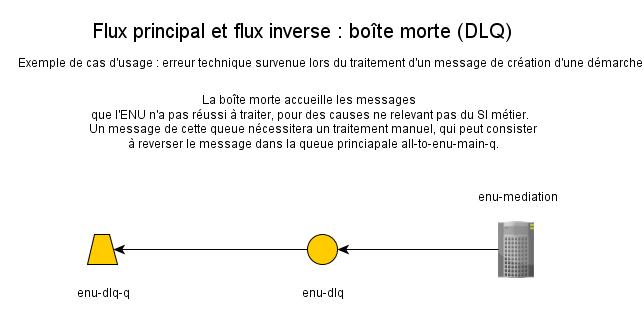 Flux principal et flux inverse : boîte morte (DLQ)
Exemple de cas d'usage : erreur technique survenue lors du traitement d'un message de création d'une démarche
La boîte morte accueille les messages
que l'ENU n'a pas réussi à traiter, pour des causes ne relevant pas du SI métier.
Un message de cette queue nécessitera un traitement manuel, qui peut consister
à reverser le message dans la queue princiapale all-to-enu-main-q.
enu-mediation
enu-dlq-q
enu-dlq